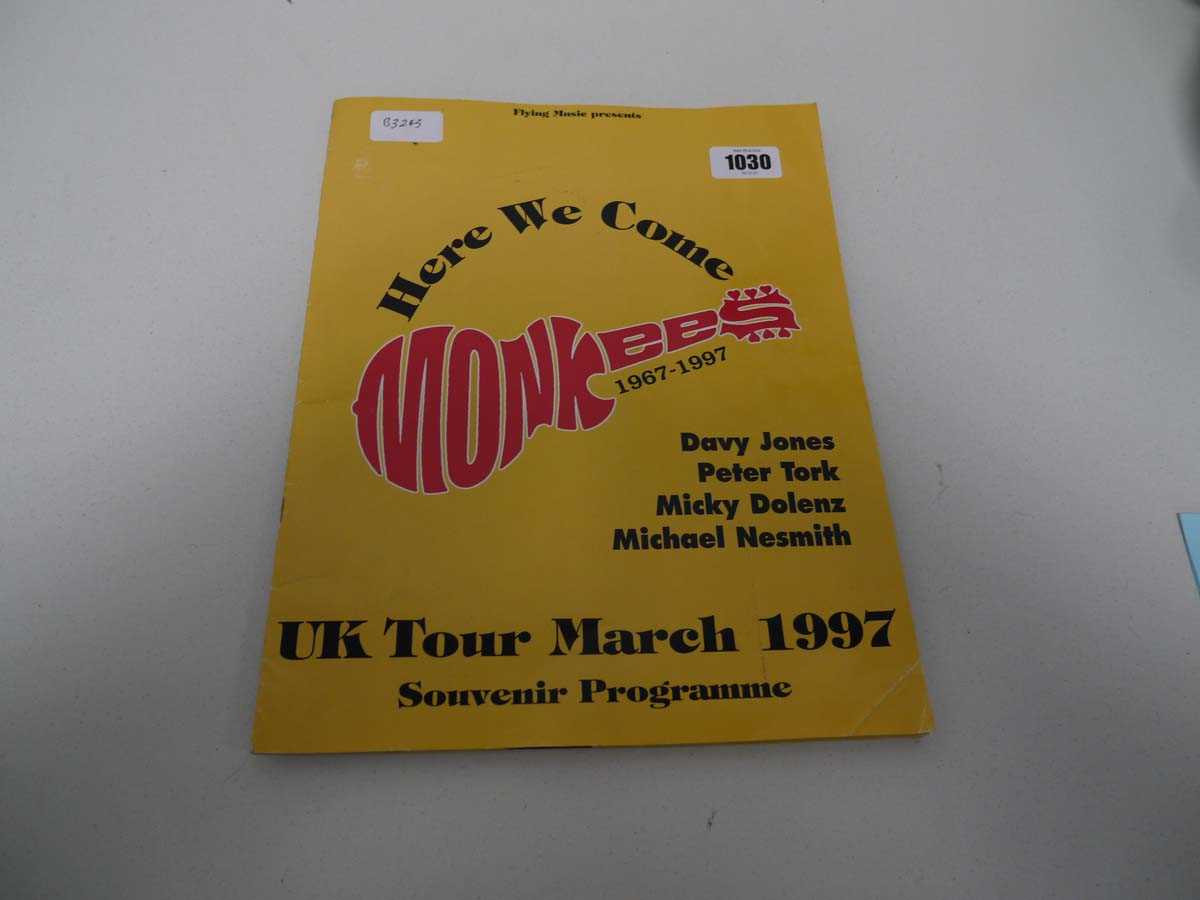 Flying Music presents
B3245
1030
Here We Come
MONKees
1967-1997
Davy Jones
Peter Tork
Micky Dolenz
Michael Nesmith
UK Tour March 1997
Souvenir Programme